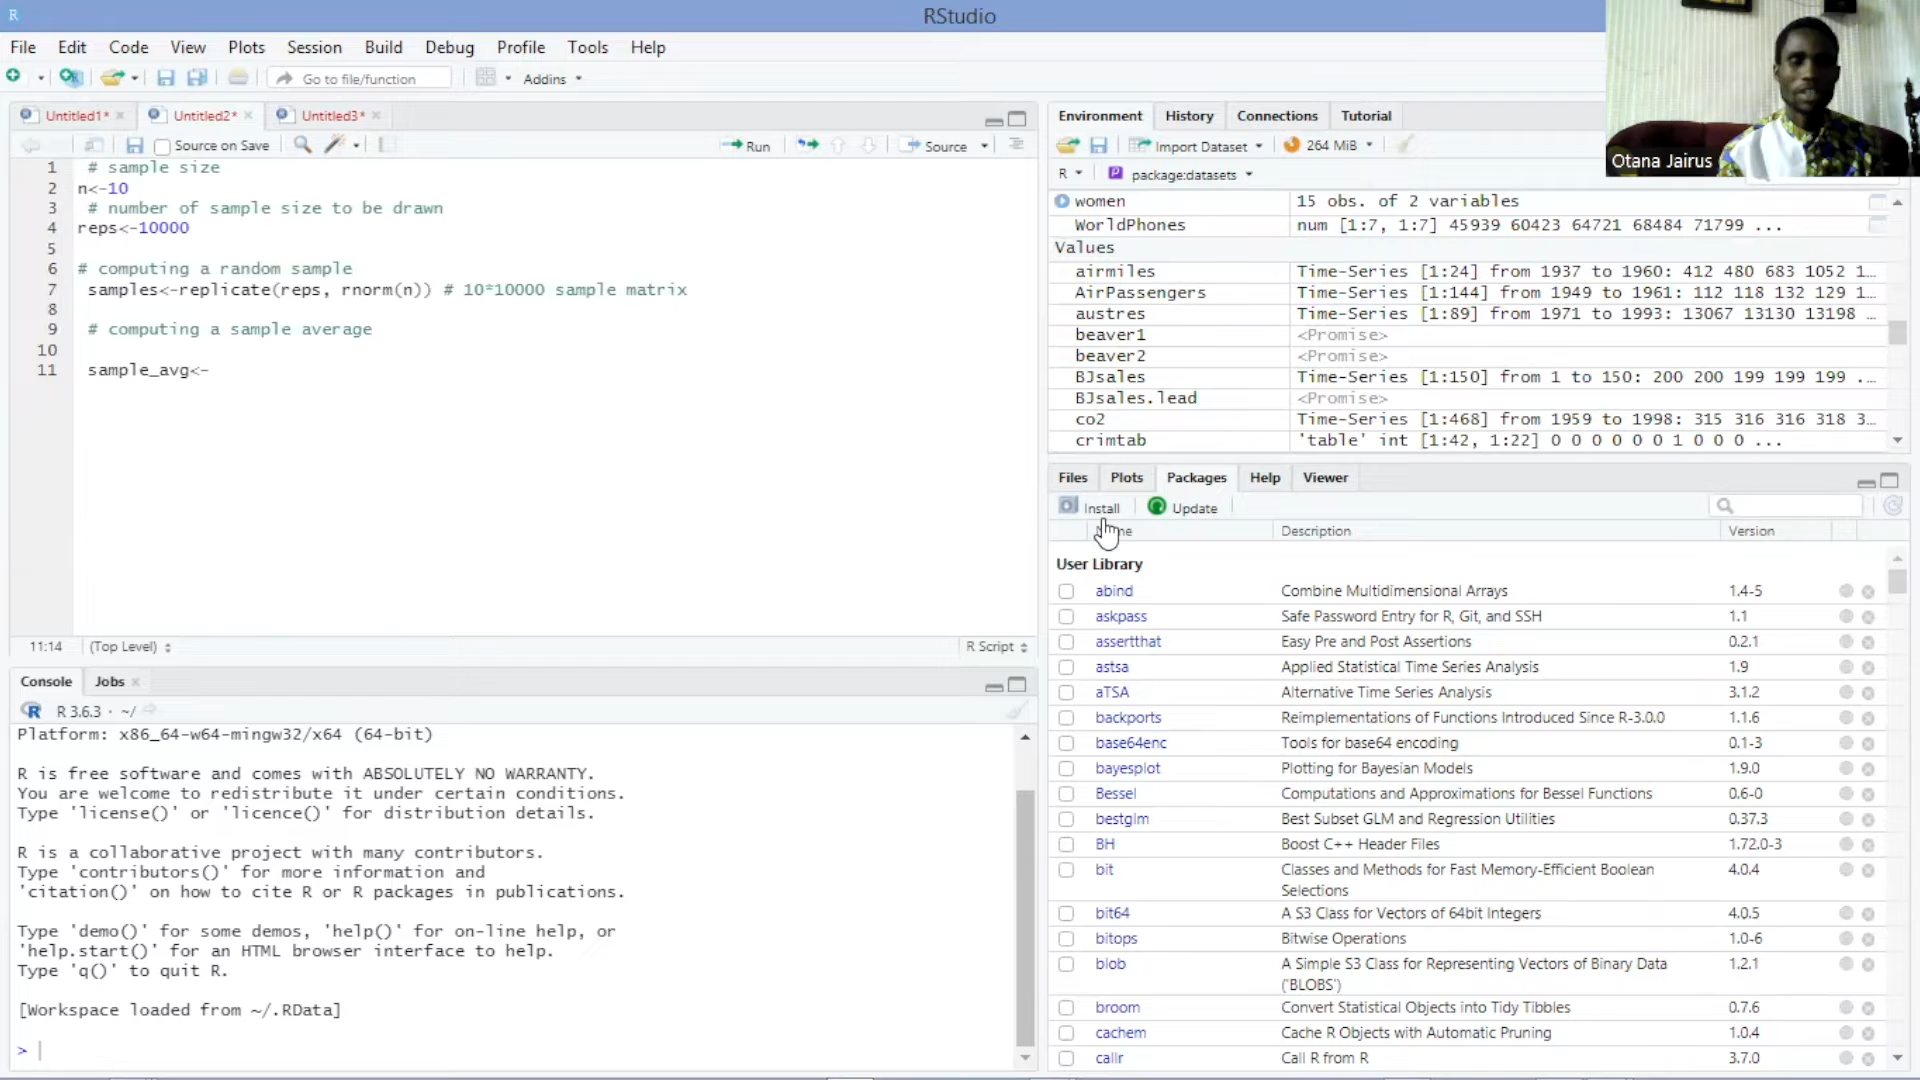 RStudio
File Edit Code View Plots Session Build Debug Profile Tools Help
Go to file/function Addins
Untitled1* Untitled2* Untitled3*
Source on Save Run Source
1 # sample size
2 n<-10
3 # number of sample size to be drawn
4 reps<-10000
5
6 # computing a random sample
7 samples<-replicate(reps, rnorm(n)) # 10*10000 sample matrix
8
9 # computing a sample average
10
11 sample_avg<-
11:14 (Top Level) R Script
Console Jobs
R 3.6.3 · ~/
Platform: x86_64-w64-mingw32/x64 (64-bit)
R is free software and comes with ABSOLUTELY NO WARRANTY.
You are welcome to redistribute it under certain conditions.
Type 'license()' or 'licence()' for distribution details.
R is a collaborative project with many contributors.
Type 'contributors()' for more information and
'citation()' on how to cite R or R packages in publications.
Type 'demo()' for some demos, 'help()' for on-line help, or
'help.start()' for an HTML browser interface to help.
Type 'q()' to quit R.
[Workspace loaded from ~/.RData]
>
Environment History Connections Tutorial
Import Dataset 264 MiB
R package:datasets
women 15 obs. of 2 variables
WorldPhones num [1:7, 1:7] 45939 60423 64721 68484 71799 ...
Values
airmiles Time-Series [1:24] from 1937 to 1960: 412 480 683 1052 1…
AirPassengers Time-Series [1:144] from 1949 to 1961: 112 118 132 129 1…
austres Time-Series [1:89] from 1971 to 1993: 13067 13130 13198 …
beaver1 <Promise>
beaver2 <Promise>
BJsales Time-Series [1:150] from 1 to 150: 200 200 199 199 199 .…
BJsales.lead <Promise>
co2 Time-Series [1:468] from 1959 to 1998: 315 316 316 318 3…
crimtab 'table' int [1:42, 1:22] 0 0 0 0 0 0 1 0 0 0 ...
Otana Jairus
Files Plots Packages Help Viewer
Install Update
Description Version
User Library
abind Combine Multidimensional Arrays 1.4-5
askpass Safe Password Entry for R, Git, and SSH 1.1
assertthat Easy Pre and Post Assertions 0.2.1
astsa Applied Statistical Time Series Analysis 1.9
aTSA Alternative Time Series Analysis 3.1.2
backports Reimplementations of Functions Introduced Since R-3.0.0 1.1.6
base64enc Tools for base64 encoding 0.1-3
bayesplot Plotting for Bayesian Models 1.9.0
Bessel Computations and Approximations for Bessel Functions 0.6-0
bestglm Best Subset GLM and Regression Utilities 0.37.3
BH Boost C++ Header Files 1.72.0-3
bit Classes and Methods for Fast Memory-Efficient Boolean 4.0.4
Selections
bit64 A S3 Class for Vectors of 64bit Integers 4.0.5
bitops Bitwise Operations 1.0-6
blob A Simple S3 Class for Representing Vectors of Binary Data 1.2.1
('BLOBS')
broom Convert Statistical Objects into Tidy Tibbles 0.7.6
cachem Cache R Objects with Automatic Pruning 1.0.4
callr Call R from R 3.7.0